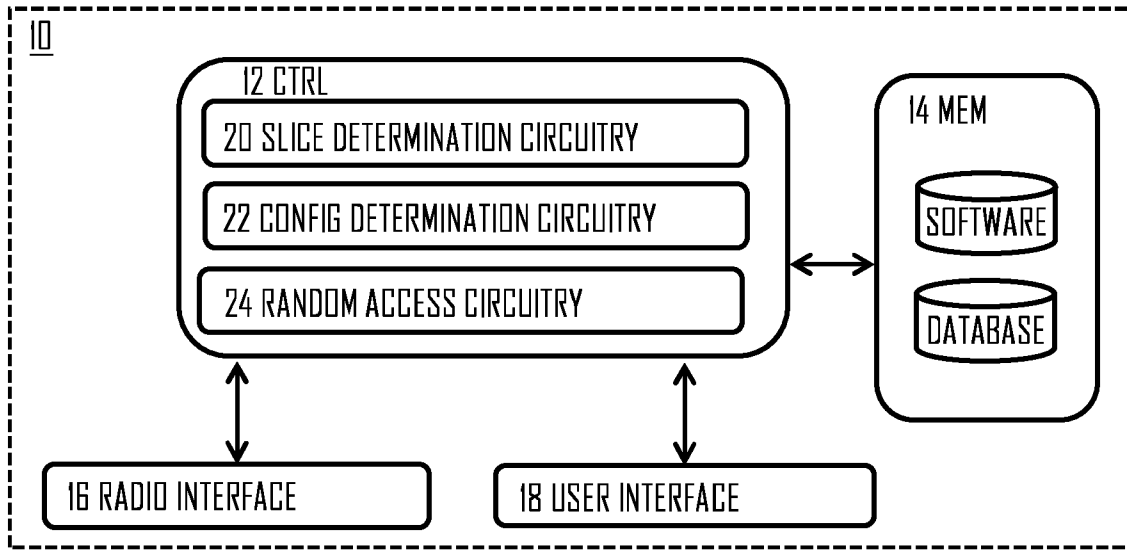 10
12 CTRL
20 SLICE DETERMINATION CIRCUITRY
22 CONFIG DETERMINATION CIRCUITRY
24 RANDOM ACCESS CIRCUITRY
14 MEM
SOFTWARE
DATABASE
16 RADIO INTERFACE
18 USER INTERFACE